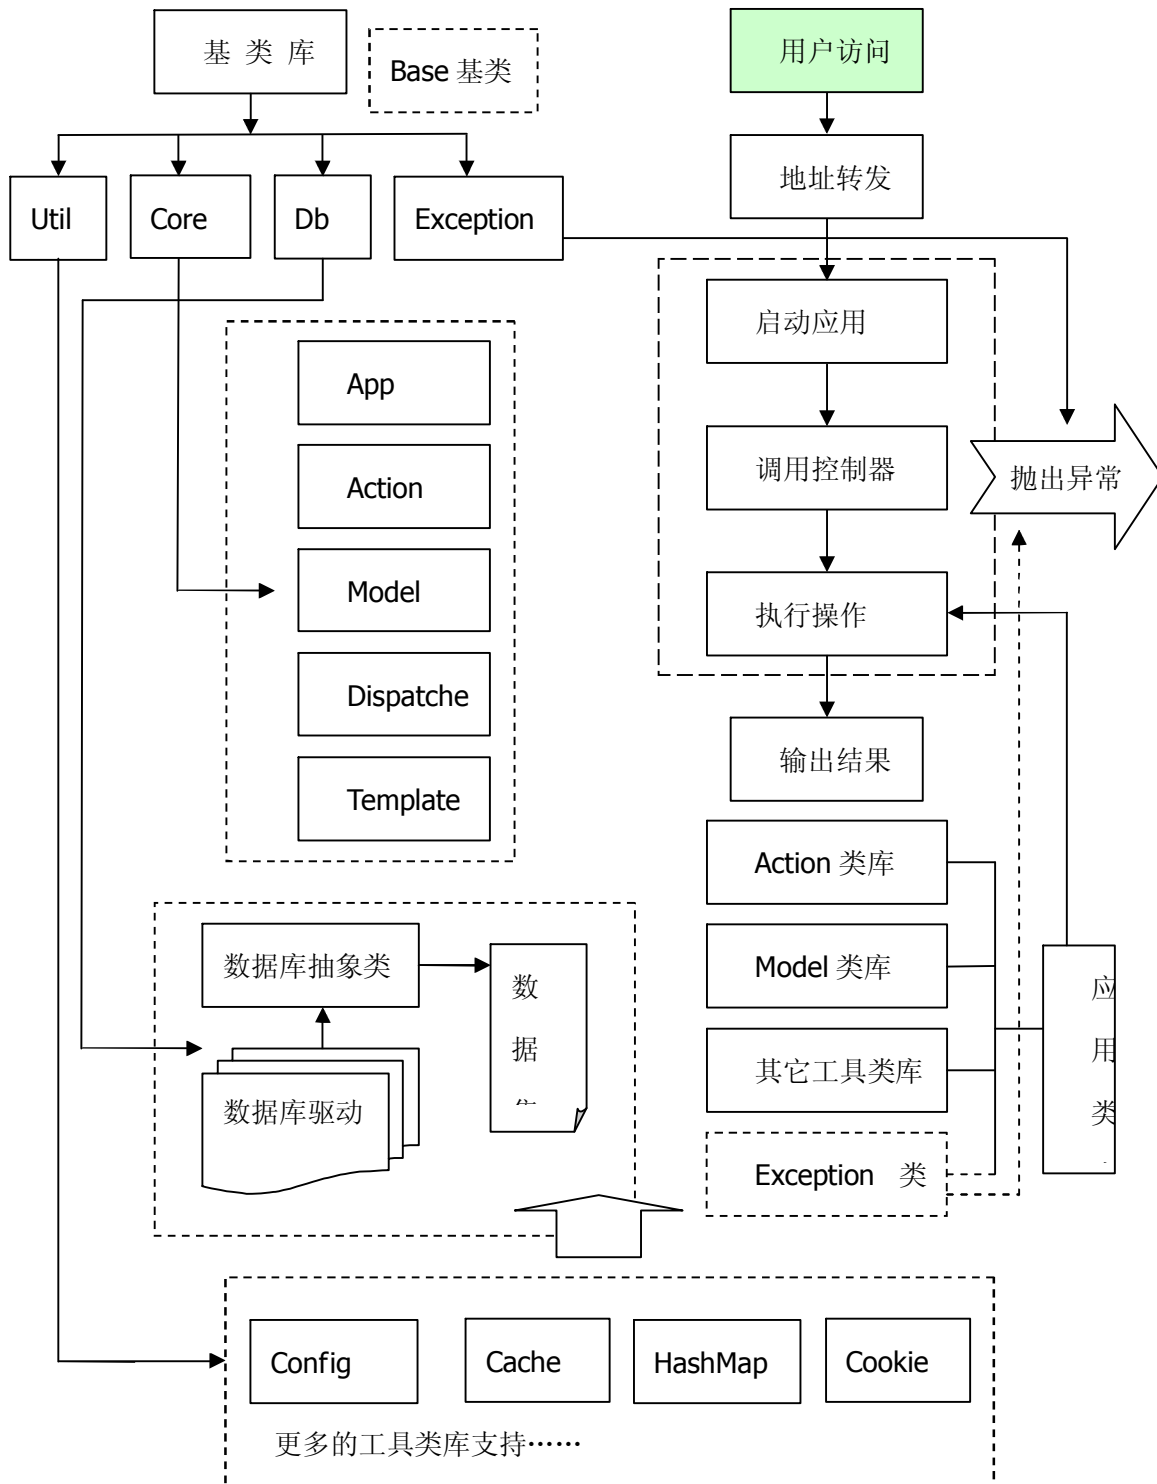 基 类 库
Base 基类
用户访问
地址转发
Util
Core
Db
Exception
启动应用
App
Action
调用控制器
抛出异常
Model
执行操作
Dispatche
输出结果
Template
Action 类库
数据库抽象类
数
据
Model 类库
应
用
类
其它工具类库
数据库驱动
Exception 类
Config
Cache
HashMap
Cookie
更多的工具类库支持……